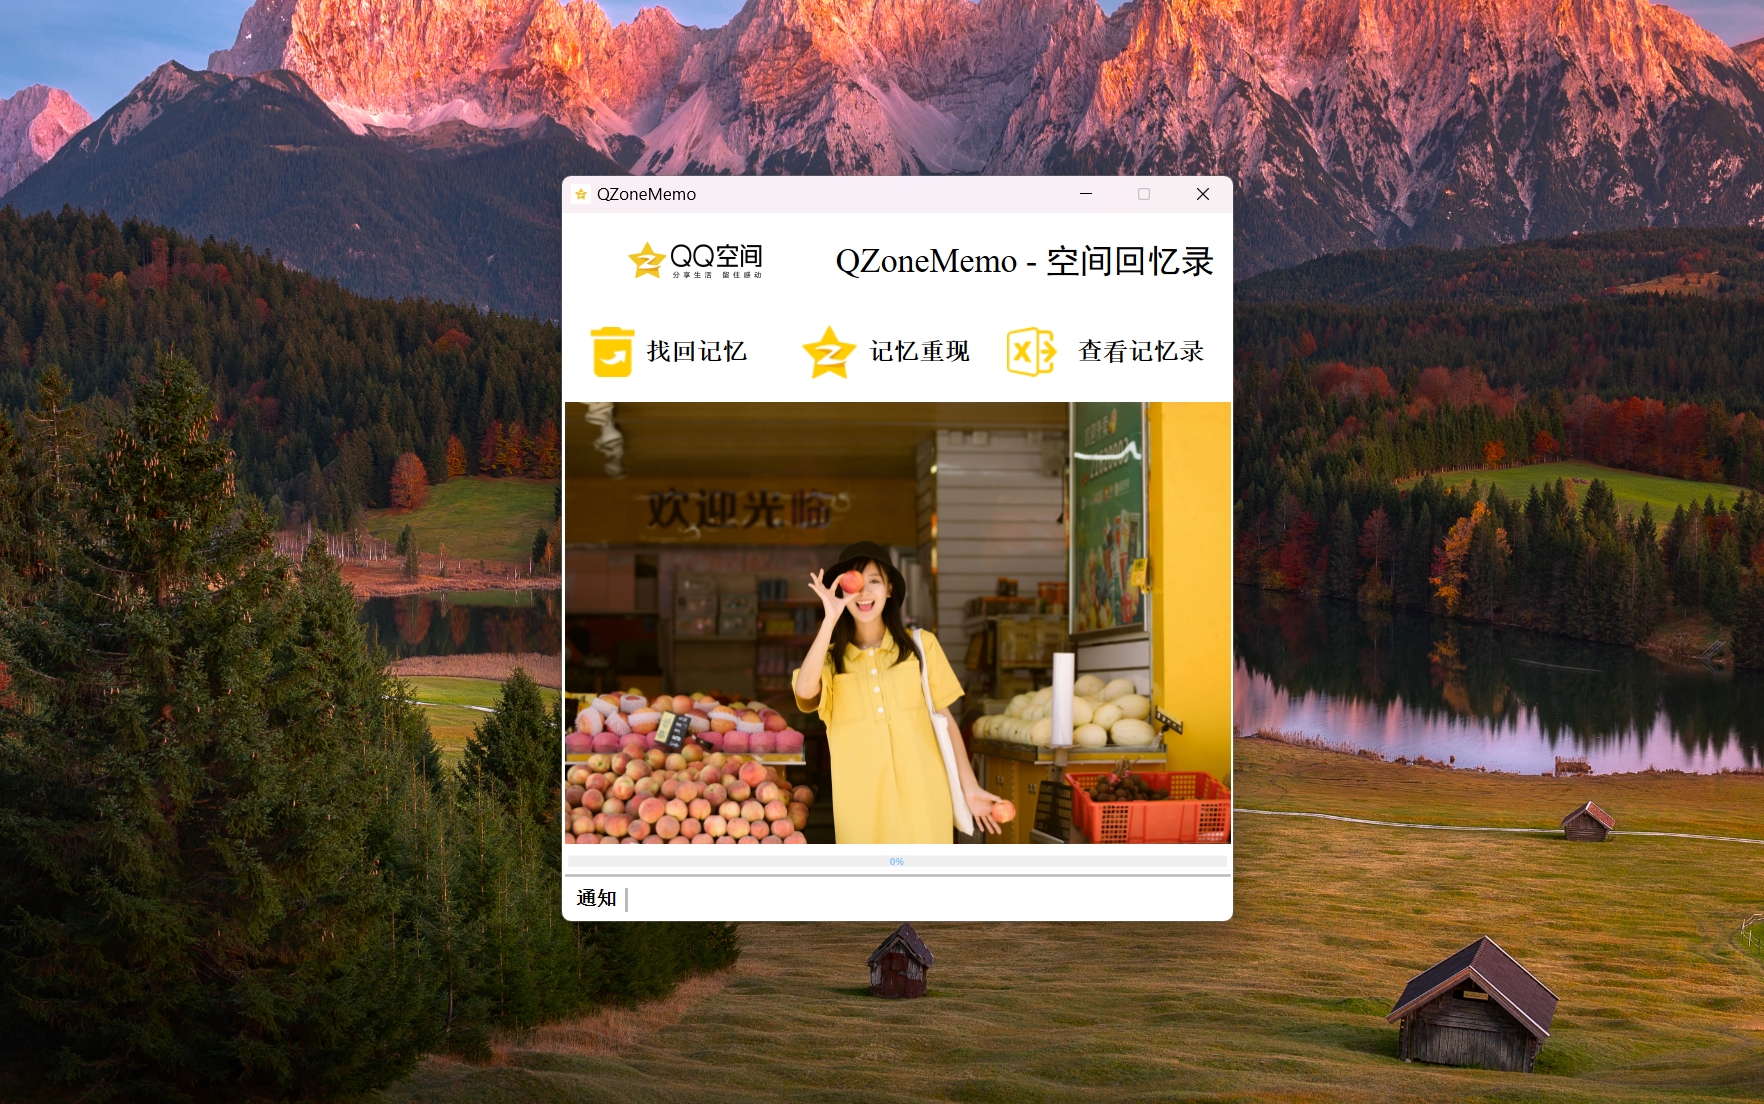 QZoneMemo
QQ空间
分享生活 留住感动
QZoneMemo - 空间回忆录
找回记忆
记忆重现
查看记忆录
欢迎光临
0%
通知